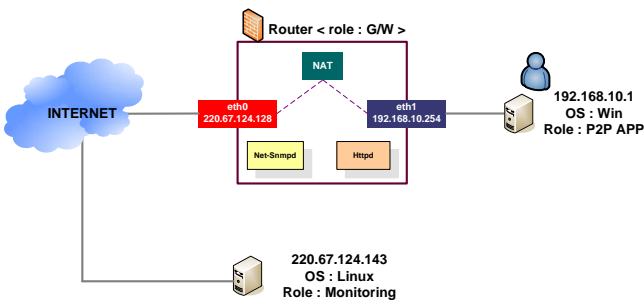 Router < role : G/W >
NAT
INTERNET
eth0
220.67.124.128
eth1
192.168.10.254
192.168.10.1
OS : Win
Role : P2P APP
Net-Snmpd
Httpd
220.67.124.143
OS : Linux
Role : Monitoring